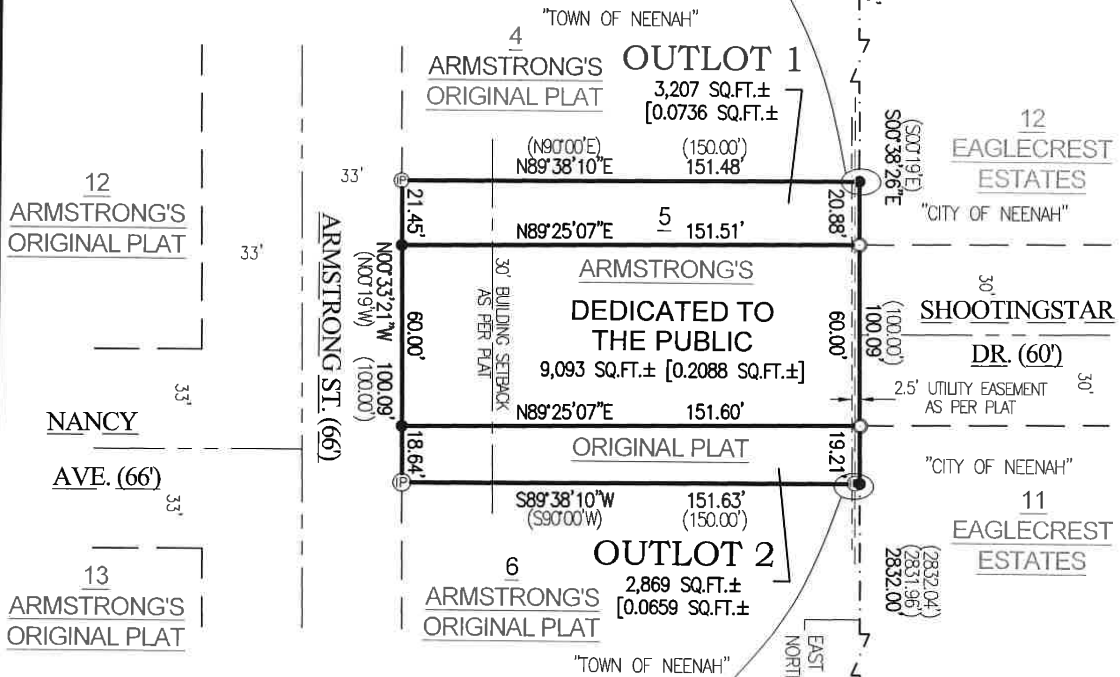 "TOWN OF NEENAH"
4
ARMSTRONG'S
ORIGINAL PLAT
OUTLOT 1
3,207 SQ.FT.±
[0.0736 SQ.FT.±
12
ARMSTRONG'S
ORIGINAL PLAT
33'
33'
(N90°00'E)
(150.00')
N89°38'10"E
151.48'
(S00°19'E)
S00°38'26"E
12
EAGLECREST
ESTATES
"CITY OF NEENAH"
21.45'
20.88'
N89°25'07"E
5
151.51'
ARMSTRONG'S
DEDICATED TO
THE PUBLIC
9,093 SQ.FT.± [0.2088 SQ.FT.±]
30' BUILDING SETBACK
AS PER PLAT
ARMSTRONG ST. (66')
N00°33'21"W 100.09'
(N00°19'W) (100.00')
60.00'
60.00'
(100.00')
100.09'
30'
SHOOTINGSTAR
DR. (60')
30'
2.5' UTILITY EASEMENT
AS PER PLAT
33'
NANCY
AVE. (66')
33'
N89°25'07"E
151.60'
ORIGINAL PLAT
18.64'
19.21'
S89°38'10"W
151.63'
(S90°00'W)
(150.00')
"CITY OF NEENAH"
11
EAGLECREST
ESTATES
(2832.04')
(2831.96')
2832.00'
OUTLOT 2
2,869 SQ.FT.±
[0.0659 SQ.FT.±
6
ARMSTRONG'S
ORIGINAL PLAT
13
ARMSTRONG'S
ORIGINAL PLAT
"TOWN OF NEENAH"
EAST
NORT